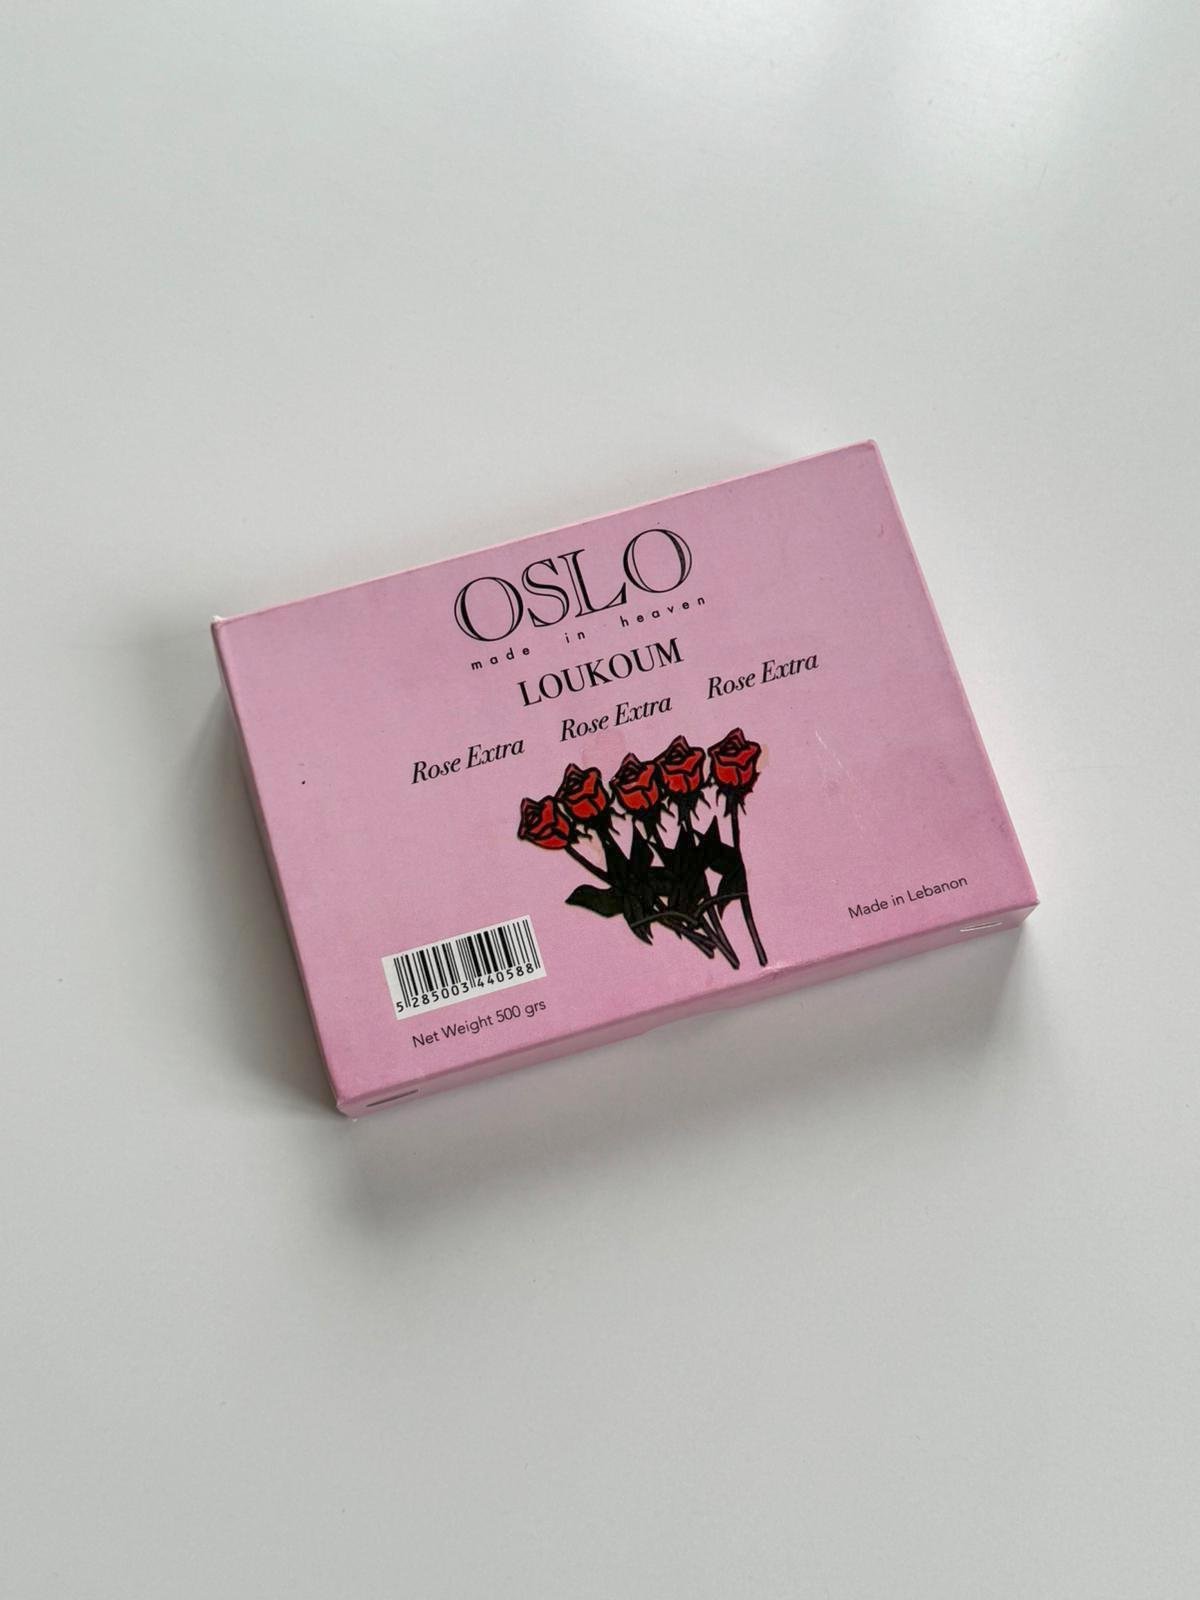 OSLO
made in heaven
LOUKOUM
Rose Extra Rose Extra Rose Extra
5 285003 440588
Net Weight 500 grs
Made in Lebanon